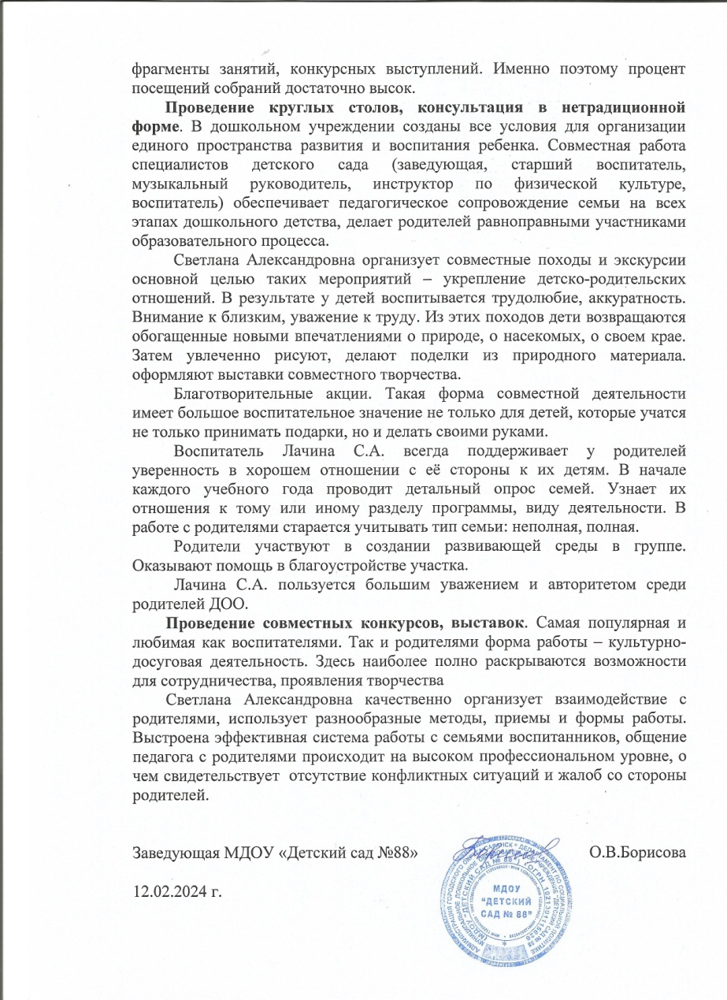 фрагменты занятий, конкурсных выступлений. Именно поэтому процент
посещений собраний достаточно высок.
Проведение круглых столов, консультация в нетрадиционной
форме. В дошкольном учреждении созданы все условия для организации
единого пространства развития и воспитания ребенка. Совместная работа
специалистов детского сада (заведующая, старший воспитатель,
музыкальный руководитель, инструктор по физической культуре,
воспитатель) обеспечивает педагогическое сопровождение семьи на всех
этапах дошкольного детства, делает родителей равноправными участниками
образовательного процесса.
Светлана Александровна организует совместные походы и экскурсии
основной целью таких мероприятий – укрепление детско-родительских
отношений. В результате у детей воспитывается трудолюбие, аккуратность.
Внимание к близким, уважение к труду. Из этих походов дети возвращаются
обогащенные новыми впечатлениями о природе, о насекомых, о своем крае.
Затем увлеченно рисуют, делают поделки из природного материала.
оформляют выставки совместного творчества.
Благотворительные акции. Такая форма совместной деятельности
имеет большое воспитательное значение не только для детей, которые учатся
не только принимать подарки, но и делать своими руками.
Воспитатель Лачина С.А. всегда поддерживает у родителей
уверенность в хорошем отношении с её стороны к их детям. В начале
каждого учебного года проводит детальный опрос семей. Узнает их
отношения к тому или иному разделу программы, виду деятельности. В
работе с родителями старается учитывать тип семьи: неполная, полная.
Родители участвуют в создании развивающей среды в группе.
Оказывают помощь в благоустройстве участка.
Лачина С.А. пользуется большим уважением и авторитетом среди
родителей ДОО.
Проведение совместных конкурсов, выставок. Самая популярная и
любимая как воспитателями. Так и родителями форма работы – культурно-
досуговая деятельность. Здесь наиболее полно раскрываются возможности
для сотрудничества, проявления творчества
Светлана Александровна качественно организует взаимодействие с
родителями, использует разнообразные методы, приемы и формы работы.
Выстроена эффективная система работы с семьями воспитанников, общение
педагога с родителями происходит на высоком профессиональном уровне, о
чем свидетельствует отсутствие конфликтных ситуаций и жалоб со стороны
родителей.
Заведующая МДОУ «Детский сад №88» О.В.Борисова
12.02.2024 г.
МДОУ
"ДЕТСКИЙ
САД № 88"